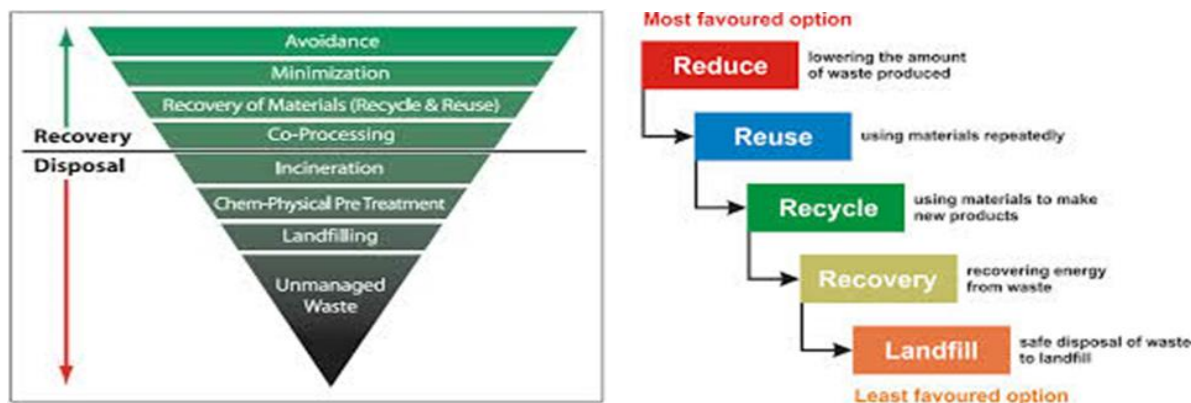 Avoidance
Minimization
Recovery of Materials (Recycle & Reuse)
Co-Processing
Recovery
Disposal
Incineration
Chem-Physical Pre Treatment
Landfilling
Unmanaged
Waste
Most favoured option
Reduce
lowering the amount
of waste produced
Reuse
using materials repeatedly
Recycle
using materials to make
new products
Recovery
recovering energy
from waste
Landfill
safe disposal of waste
to landfill
Least favoured option